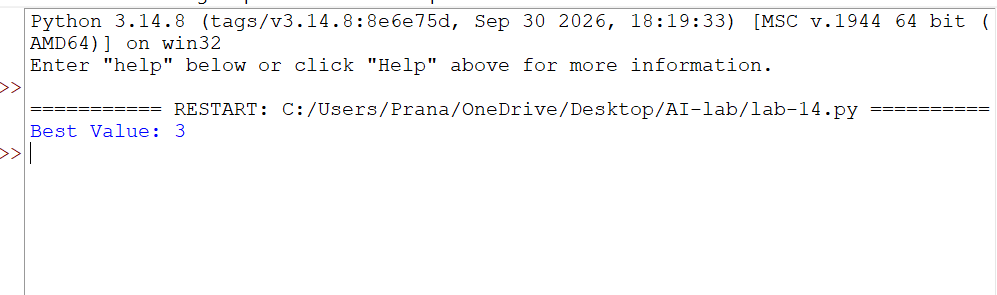 Python 3.14.8 (tags/v3.14.8:8e6e75d, Sep 30 2026, 18:19:33) [MSC v.1944 64 bit (
AMD64)] on win32
Enter "help" below or click "Help" above for more information.
>>
=========== RESTART: C:/Users/Prana/OneDrive/Desktop/AI-lab/lab-14.py ==========
Best Value: 3
>>